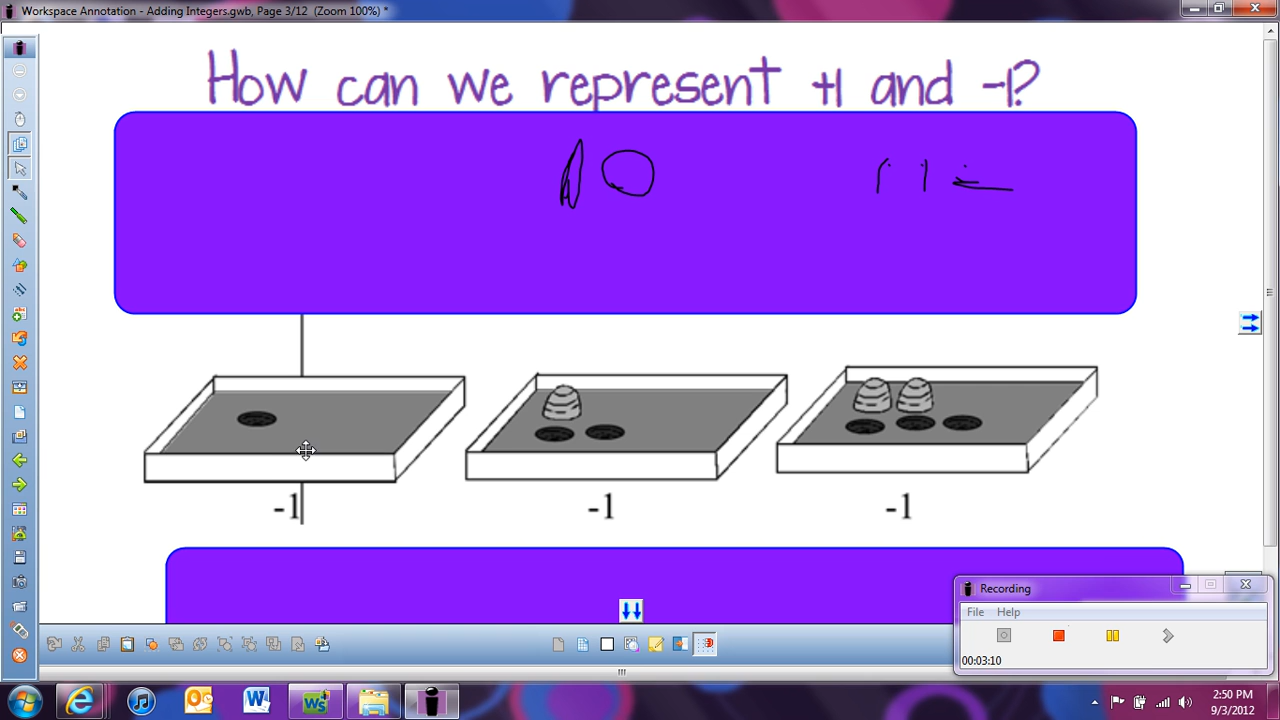 Workspace Annotation - Adding Integers.gwb, Page 3/12 (Zoom 100%) *
How can we represent +1 and -1?
-1 -1 -1
Recording
File Help
00:03:10
2:50 PM
9/3/2012